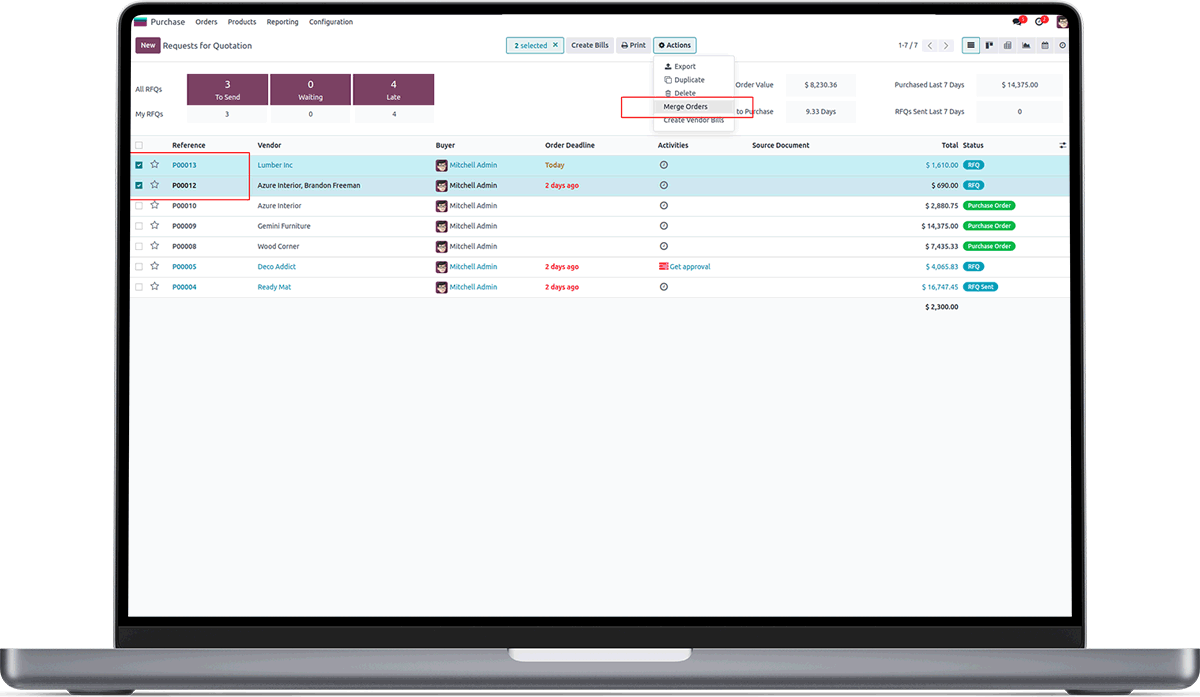 Purchase Orders Products Reporting Configuration 1 2
New Requests for Quotation 2 selected × Create Bills Print Actions 1-7 / 7
Export
Duplicate
Delete
Merge Orders
Create Vendor Bills
All RFQs 3 To Send 0 Waiting 4 Late Order Value $ 8,230.36 Purchased Last 7 Days $ 14,375.00
My RFQs 3 0 4 to Purchase 9.33 Days RFQs Sent Last 7 Days 0
Reference Vendor Buyer Order Deadline Activities Source Document Total Status
P00013 Lumber Inc Mitchell Admin Today $ 1,610.00 RFQ
P00012 Azure Interior, Brandon Freeman Mitchell Admin 2 days ago $ 690.00 RFQ
P00010 Azure Interior Mitchell Admin $ 2,880.75 Purchase Order
P00009 Gemini Furniture Mitchell Admin $ 14,375.00 Purchase Order
P00008 Wood Corner Mitchell Admin $ 7,435.33 Purchase Order
P00005 Deco Addict Mitchell Admin 2 days ago Get approval $ 4,065.83 RFQ
P00004 Ready Mat Mitchell Admin 2 days ago $ 16,747.45 RFQ Sent
$ 2,300.00